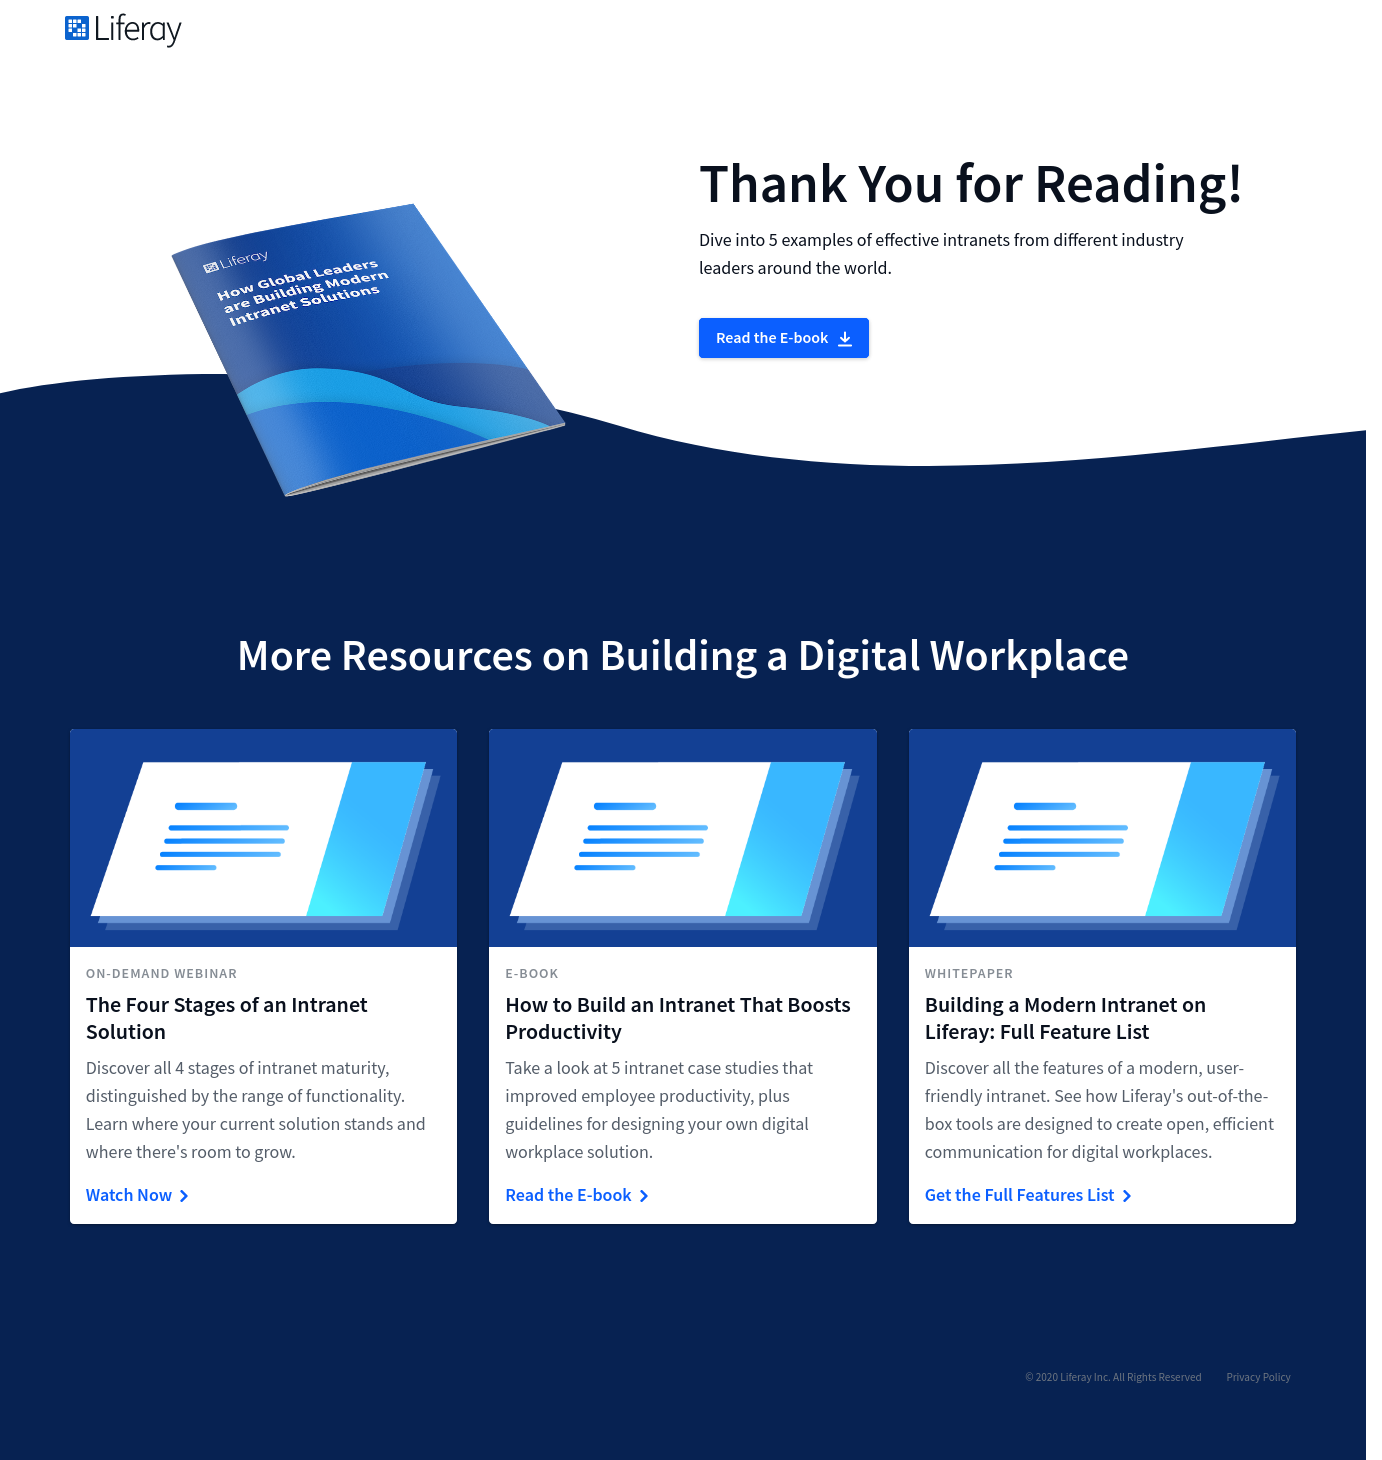 Liferay
Thank You for Reading!
Dive into 5 examples of effective intranets from different industry
leaders around the world.
Read the E-book
Liferay
How Global Leaders
are Building Modern
Intranet Solutions
More Resources on Building a Digital Workplace
ON-DEMAND WEBINAR
The Four Stages of an Intranet
Solution
Discover all 4 stages of intranet maturity,
distinguished by the range of functionality.
Learn where your current solution stands and
where there's room to grow.
Watch Now
E-BOOK
How to Build an Intranet That Boosts
Productivity
Take a look at 5 intranet case studies that
improved employee productivity, plus
guidelines for designing your own digital
workplace solution.
Read the E-book
WHITEPAPER
Building a Modern Intranet on
Liferay: Full Feature List
Discover all the features of a modern, user-
friendly intranet. See how Liferay's out-of-the-
box tools are designed to create open, efficient
communication for digital workplaces.
Get the Full Features List
© 2020 Liferay Inc. All Rights Reserved
Privacy Policy